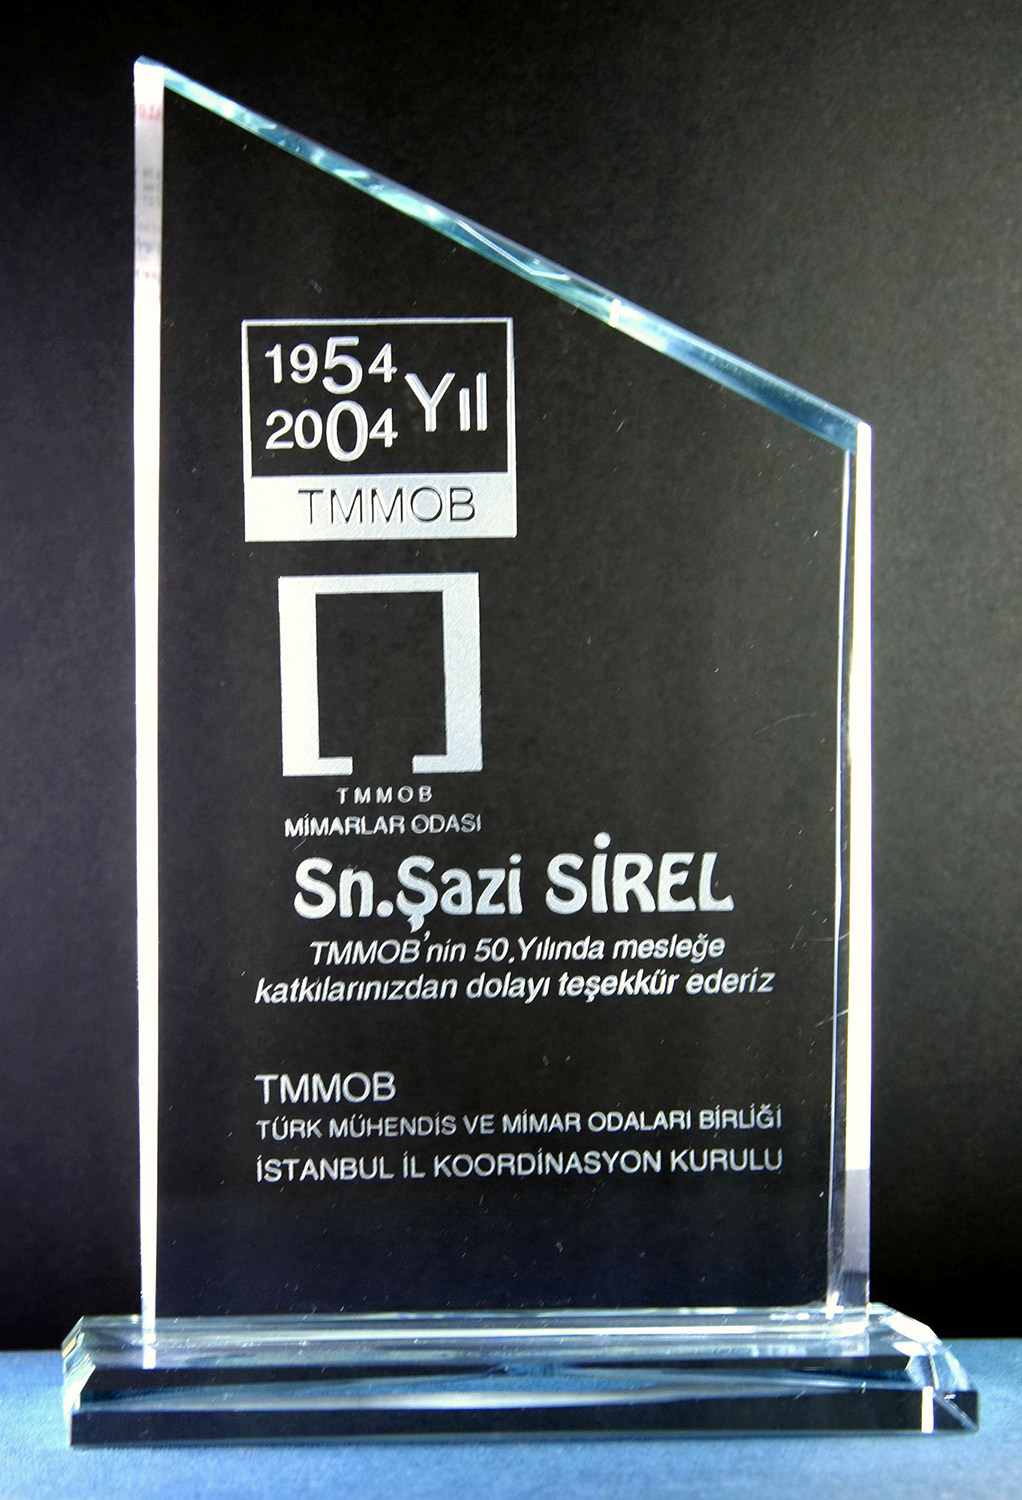 1954
2004
Yıl
TMMOB
TMMOB
MİMARLAR ODASI
Sn.Şazi SİREL
TMMOB'nin 50.Yılında mesleğe
katkılarınızdan dolayı teşekkür ederiz
TMMOB
TÜRK MÜHENDİS VE MİMAR ODALARI BİRLİĞİ
İSTANBUL İL KOORDİNASYON KURULU